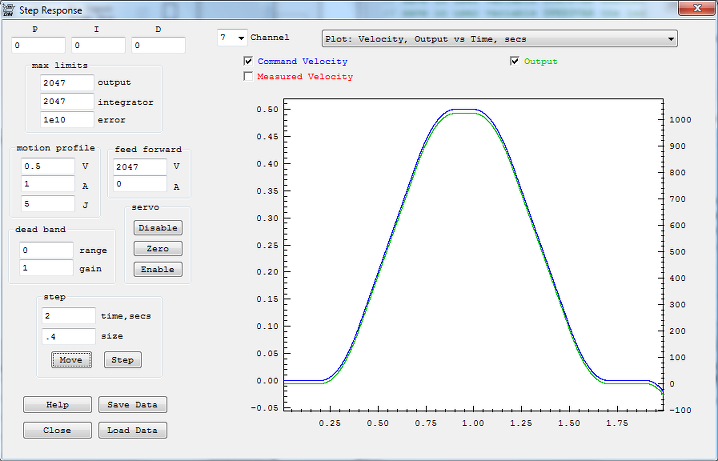 Step Response
P I D
0 0 0
7 Channel Plot: Velocity, Output vs Time, secs
Command Velocity Output
Measured Velocity
max limits
2047 output
2047 integrator
1e10 error
motion profile
0.5 V
1 A
5 J
feed forward
2047 V
0 A
servo
Disable
Zero
Enable
dead band
0 range
1 gain
step
2 time,secs
.4 size
Move Step
Help Save Data
Close Load Data
0.50
0.45
0.40
0.35
0.30
0.25
0.20
0.15
0.10
0.05
0.00
-0.05
1000
900
800
700
600
500
400
300
200
100
0
-100
0.25 0.50 0.75 1.00 1.25 1.50 1.75